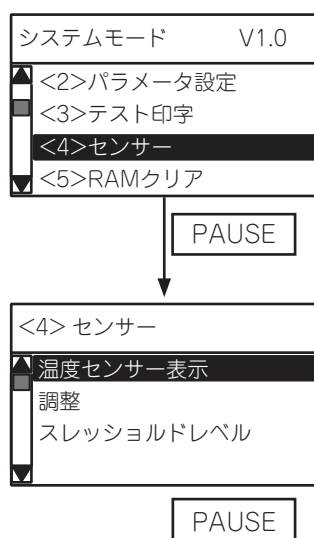 システムモード V1.0
<2>パラメータ設定
<3>テスト印字
<4>センサー
<5>RAMクリア
PAUSE
<4> センサー
温度センサー表示
調整
スレッショルドレベル
PAUSE